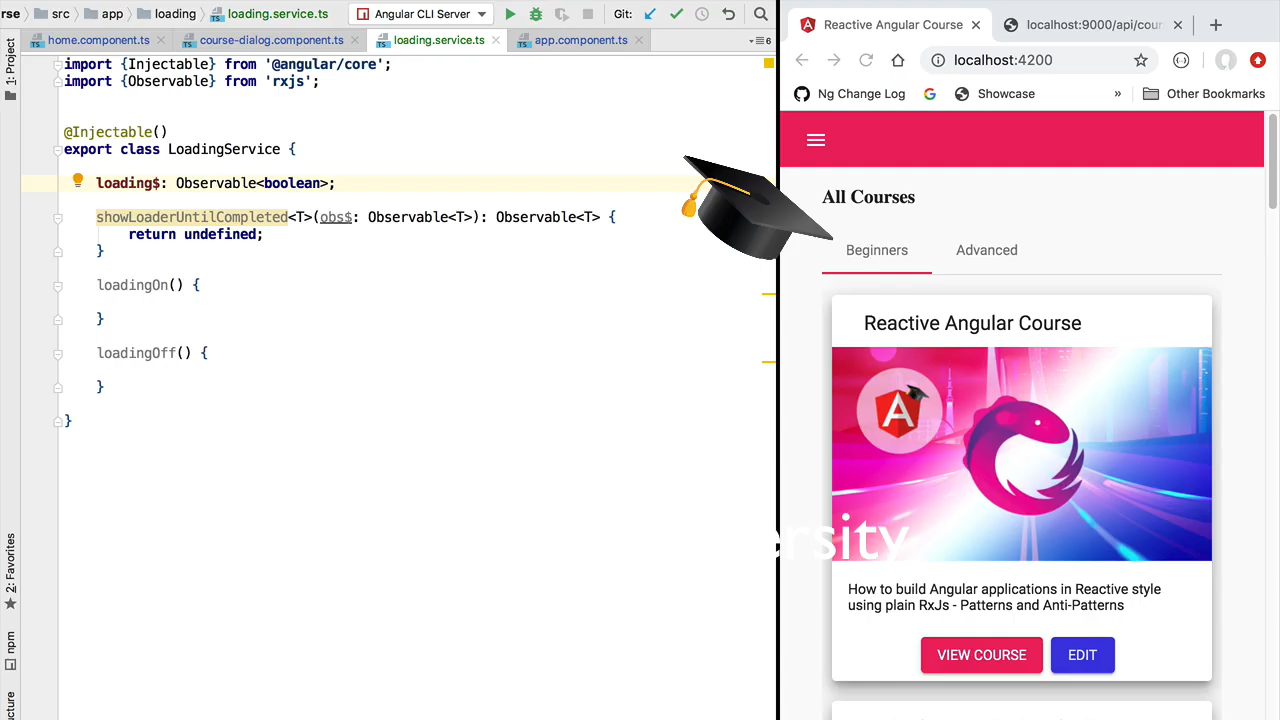 rse
src
app
loading
loading.service.ts
Angular CLI Server
Git:
home.component.ts
course-dialog.component.ts
loading.service.ts
app.component.ts
6
1: Project
2: Favorites
npm
ucture
import {Injectable} from '@angular/core';
import {Observable} from 'rxjs';
@Injectable()
export class LoadingService {
loading$: Observable<boolean>;
showLoaderUntilCompleted<T>(obs$: Observable<T>): Observable<T> {
return undefined;
}
loadingOn() {
}
loadingOff() {
}
}
Reactive Angular Course
localhost:9000/api/cour
localhost:4200
Ng Change Log
Showcase
»
Other Bookmarks
All Courses
Beginners
Advanced
Reactive Angular Course
A
ersity
How to build Angular applications in Reactive style
using plain RxJs - Patterns and Anti-Patterns
VIEW COURSE
EDIT